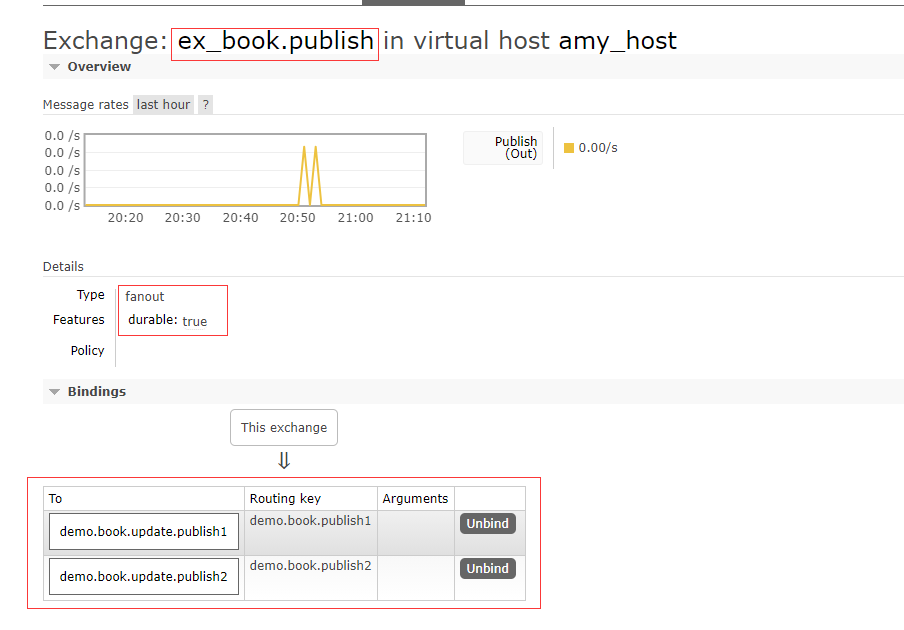 Exchange: ex_book.publish in virtual host amy_host
Overview
Message rates last hour ?
0.0 /s
0.0 /s
0.0 /s
0.0 /s
0.0 /s
20:20 20:30 20:40 20:50 21:00 21:10
Publish
(Out)
0.00/s
Details
Type fanout
Features durable: true
Policy
Bindings
This exchange
⇓
To Routing key Arguments
demo.book.update.publish1 demo.book.publish1 Unbind
demo.book.update.publish2 demo.book.publish2 Unbind